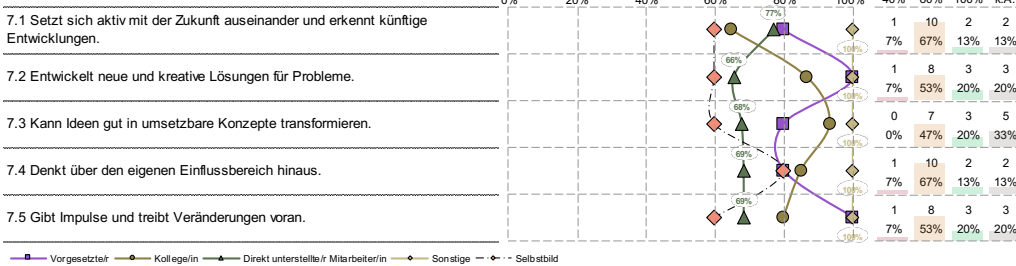 0% 20% 40% 60% 80% 100% 40% 80% 100% k.A.
7.1 Setzt sich aktiv mit der Zukunft auseinander und erkennt künftige
Entwicklungen.
77%
100%
1 10 2 2
7% 67% 13% 13%
7.2 Entwickelt neue und kreative Lösungen für Probleme.
66%
100%
1 8 3 3
7% 53% 20% 20%
7.3 Kann Ideen gut in umsetzbare Konzepte transformieren.
68%
100%
0 7 3 5
0% 47% 20% 33%
7.4 Denkt über den eigenen Einflussbereich hinaus.
69%
100%
1 10 2 2
7% 67% 13% 13%
7.5 Gibt Impulse und treibt Veränderungen voran.
69%
100%
1 8 3 3
7% 53% 20% 20%
Vorgesetzte/r Kollege/in Direkt unterstellte/r Mitarbeiter/in Sonstige Selbstbild